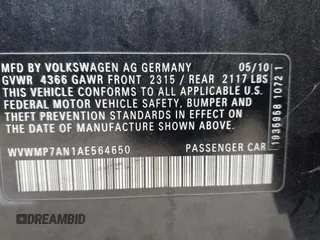 MFD BY VOLKSWAGEN AG GERMANY 05/10
GVWR 4366 GAWR FRONT 2315 / REAR 2117 LBS
THIS VEHICLE CONFORMS TO ALL APPLICABLE U.S.
FEDERAL MOTOR VEHICLE SAFETY, BUMPER AND
THEFT PREVENTION STANDARDS IN EFFECT ON THE
DATE OF MANUFACTURE SHOWN ABOVE.
WVWMP7AN1AE564650 PASSENGER CAR
1935958 1072 1
© AUTOBIDMASTER